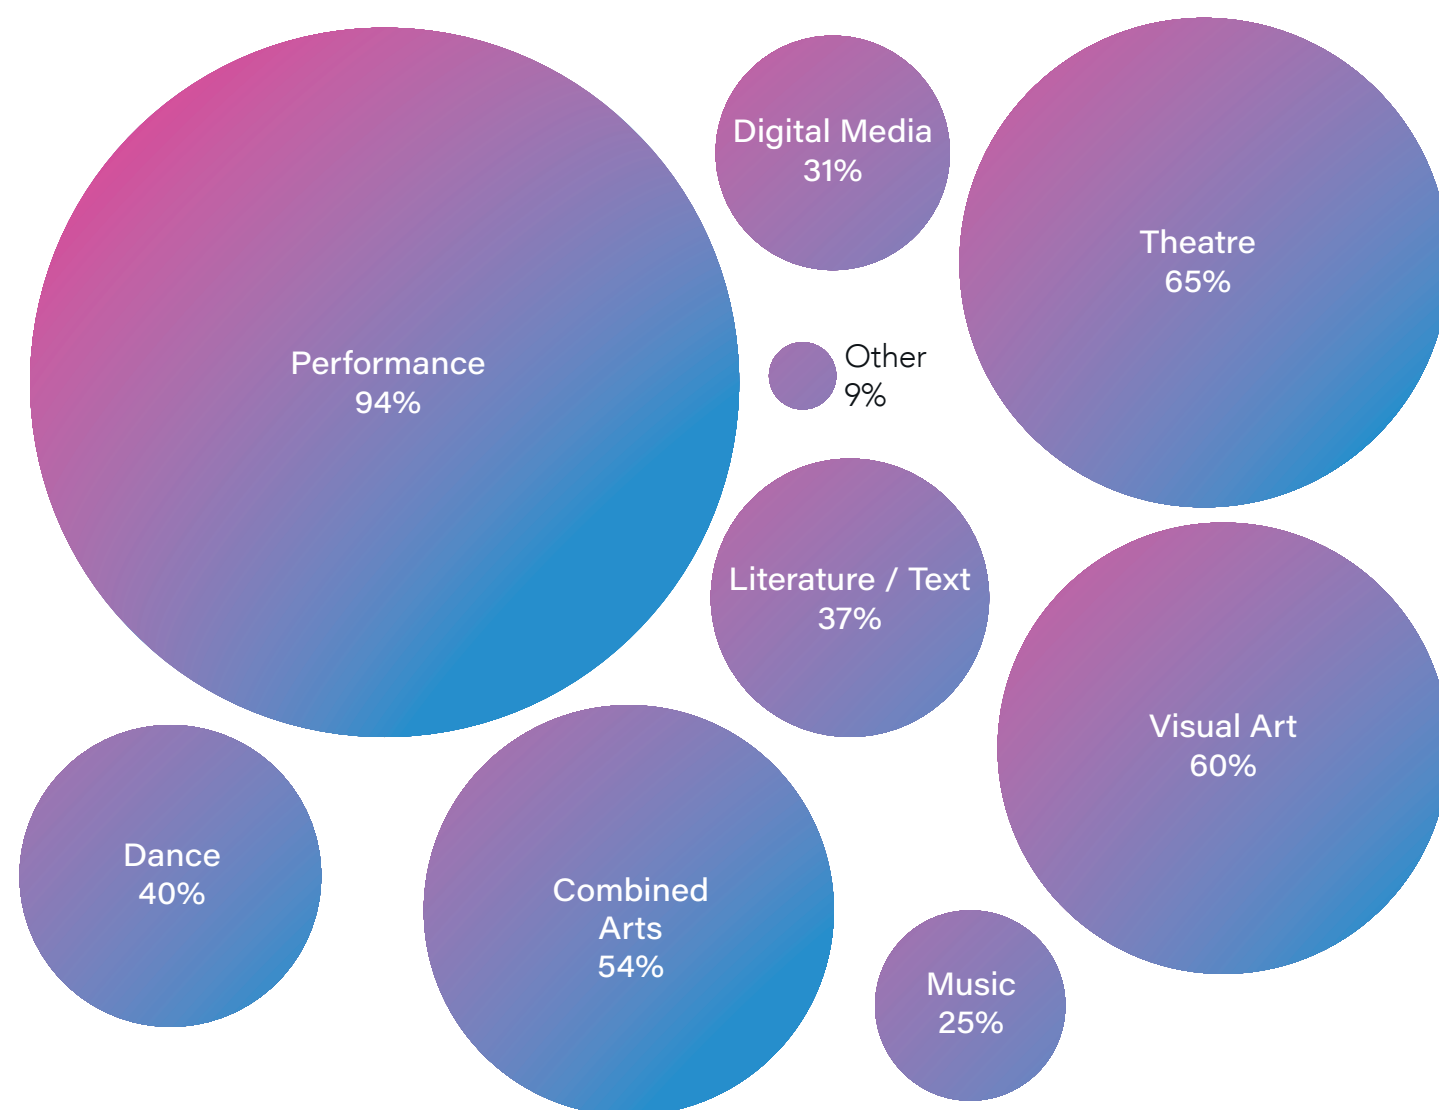 Performance
94%
Digital Media
31%
Theatre
65%
Other
9%
Literature / Text
37%
Visual Art
60%
Dance
40%
Combined
Arts
54%
Music
25%